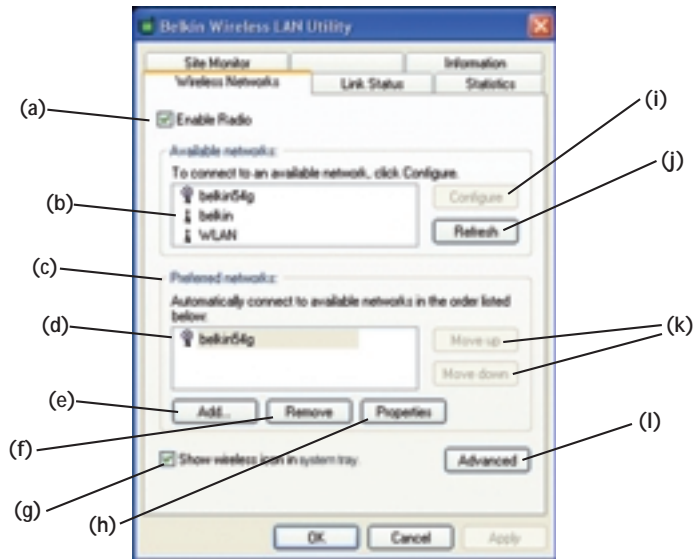 Belkin Wireless LAN Utility
Site Monitor Information
Wireless Networks Link Status Statistics
(a) Enable Radio
Available networks:
To connect to an available network, click Configure.
(b) belkin54g
belkin
WLAN
Configure (i)
Refresh (j)
(c) Preferred networks:
Automatically connect to available networks in the order listed
below:
(d) belkin54g
Move up
Move down
(k)
(e) Add... (f) Remove (h) Properties
(g) Show wireless icon in system tray.
Advanced (l)
OK Cancel Apply